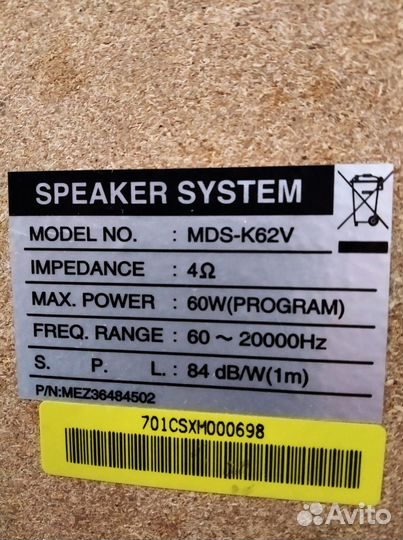 SPEAKER SYSTEM
MODEL NO. : MDS-K62V
IMPEDANCE : 4Ω
MAX. POWER : 60W(PROGRAM)
FREQ. RANGE : 60 ~ 20000Hz
S. P. L. : 84 dB/W(1m)
P/N:MEZ36484502
701CSXM000698
Avito